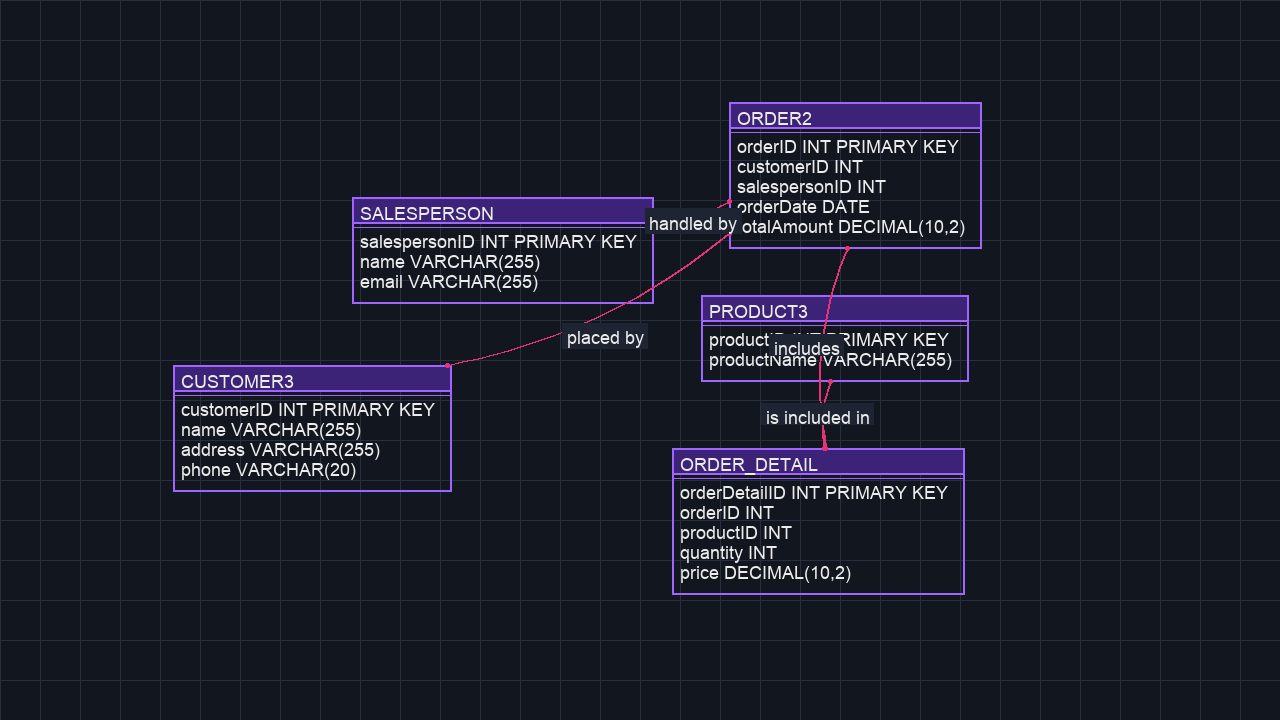 ORDER2
orderID INT PRIMARY KEY
customerID INT
salespersonID INT
orderDate DATE
otalAmount DECIMAL(10,2)
SALESPERSON
salespersonID INT PRIMARY KEY
name VARCHAR(255)
email VARCHAR(255)
handled by
placed by
PRODUCT3
productID INT PRIMARY KEY
productName VARCHAR(255)
includes
is included in
CUSTOMER3
customerID INT PRIMARY KEY
name VARCHAR(255)
address VARCHAR(255)
phone VARCHAR(20)
ORDER_DETAIL
orderDetailID INT PRIMARY KEY
orderID INT
productID INT
quantity INT
price DECIMAL(10,2)